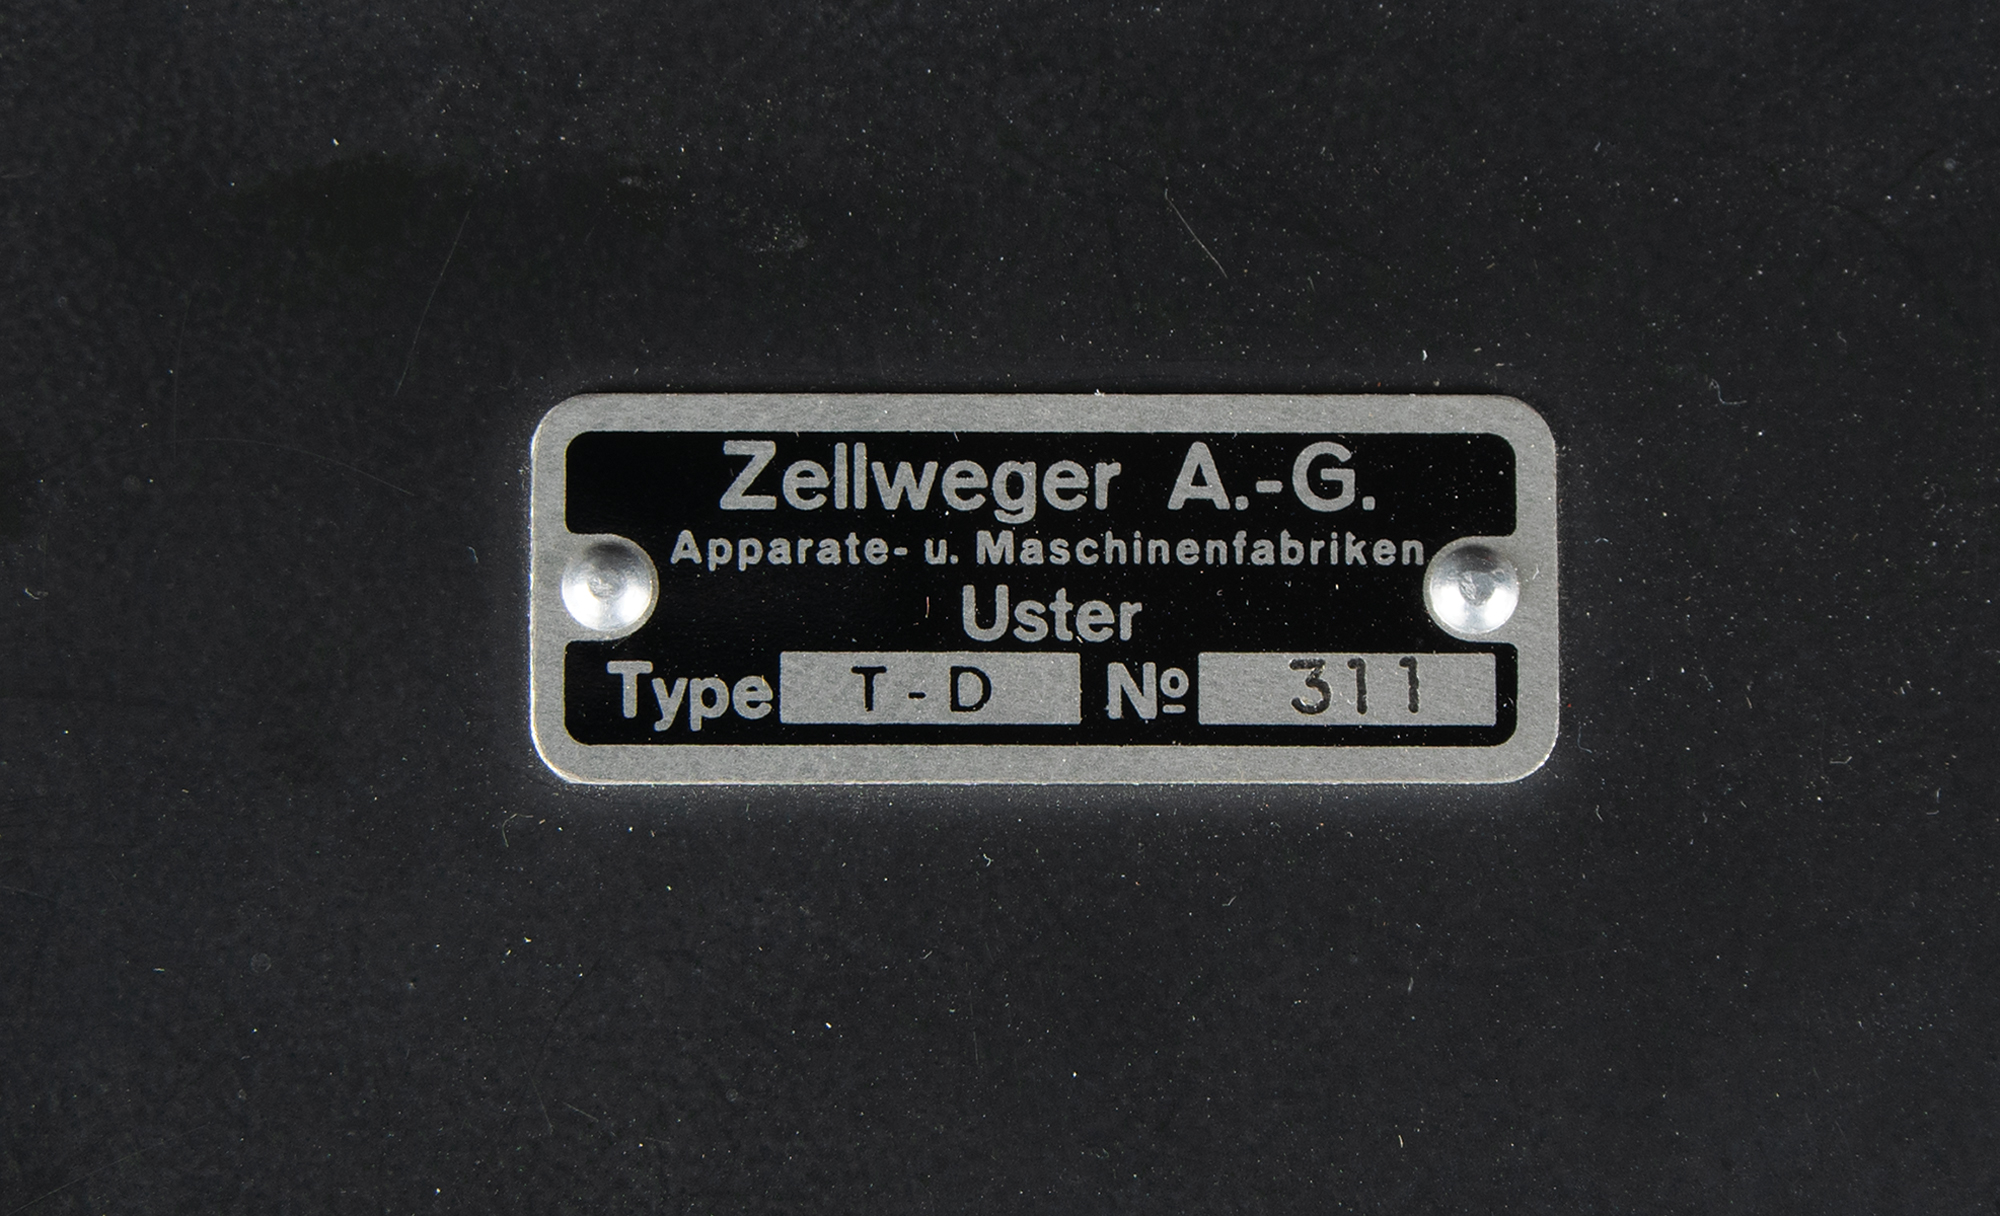 Zellweger A.-G.
Apparate- u. Maschinenfabriken
Uster
Type T-D Nº 311